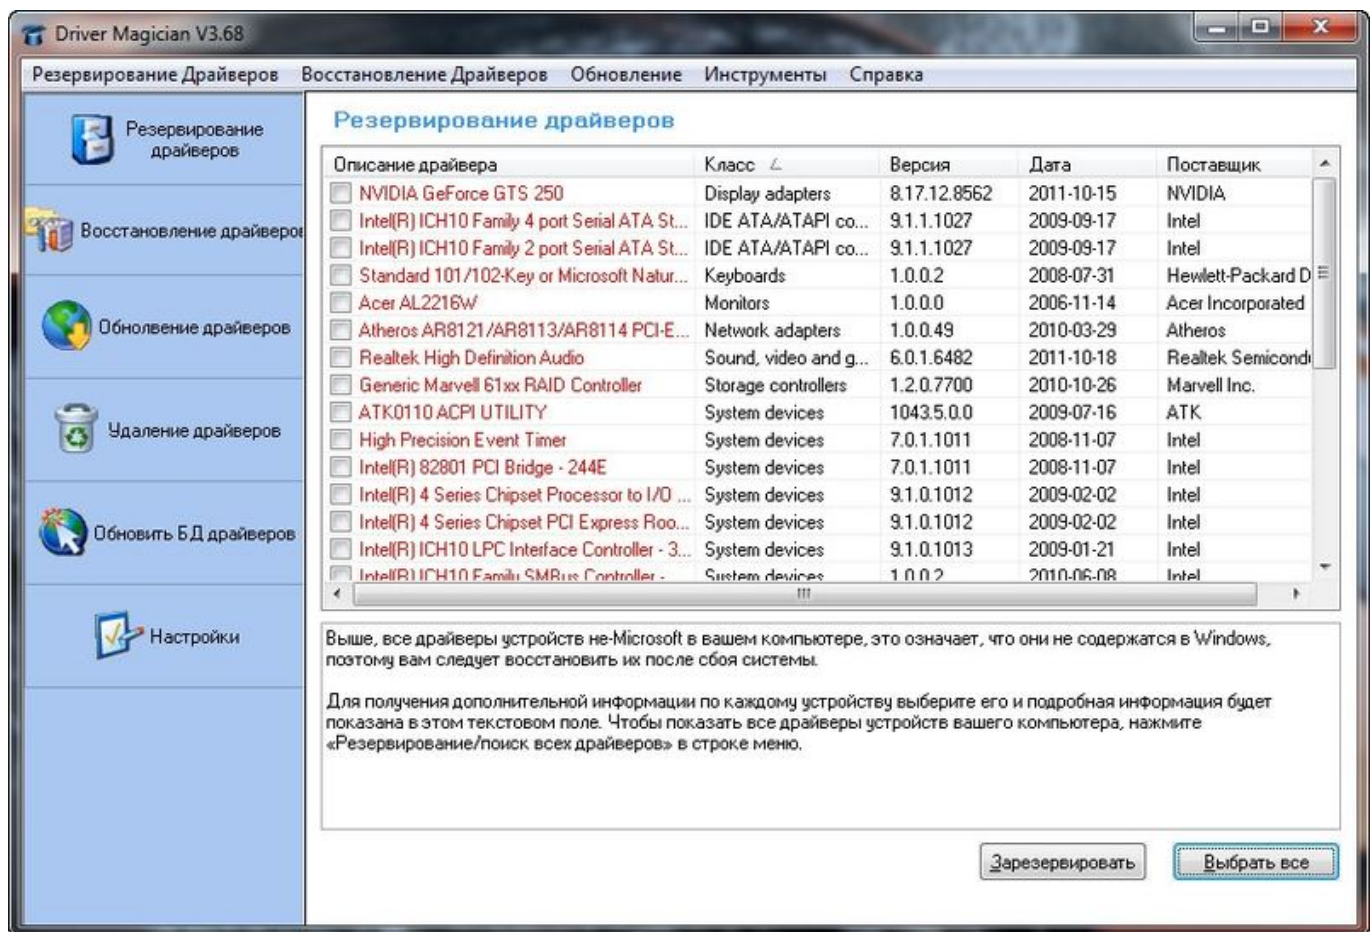 Driver Magician V3.68
Резервирование Драйверов Восстановление Драйверов Обновление Инструменты Справка
Резервирование
драйверов
Восстановление драйверов
Обнолвение драйверов
Удаление драйверов
Обновить БД драйверов
Настройки
Резервирование драйверов
Описание драйвера Класс Версия Дата Поставщик
NVIDIA GeForce GTS 250 Display adapters 8.17.12.8562 2011-10-15 NVIDIA
Intel(R) ICH10 Family 4 port Serial ATA St... IDE ATA/ATAPI co... 9.1.1.1027 2009-09-17 Intel
Intel(R) ICH10 Family 2 port Serial ATA St... IDE ATA/ATAPI co... 9.1.1.1027 2009-09-17 Intel
Standard 101/102-Key or Microsoft Natur... Keyboards 1.0.0.2 2008-07-31 Hewlett-Packard D
Acer AL2216W Monitors 1.0.0.0 2006-11-14 Acer Incorporated
Atheros AR8121/AR8113/AR8114 PCI-E... Network adapters 1.0.0.49 2010-03-29 Atheros
Realtek High Definition Audio Sound, video and g... 6.0.1.6482 2011-10-18 Realtek Semicond
Generic Marvell 61xx RAID Controller Storage controllers 1.2.0.7700 2010-10-26 Marvell Inc.
ATK0110 ACPI UTILITY System devices 1043.5.0.0 2009-07-16 ATK
High Precision Event Timer System devices 7.0.1.1011 2008-11-07 Intel
Intel(R) 82801 PCI Bridge - 244E System devices 7.0.1.1011 2008-11-07 Intel
Intel(R) 4 Series Chipset Processor to I/O ... System devices 9.1.0.1012 2009-02-02 Intel
Intel(R) 4 Series Chipset PCI Express Roo... System devices 9.1.0.1012 2009-02-02 Intel
Intel(R) ICH10 LPC Interface Controller - 3... System devices 9.1.0.1013 2009-01-21 Intel
Intel(R) ICH10 Family SMBus Controller - System devices 1.0.0.2 2010-06-08 Intel
Выше, все драйверы устройств не-Microsoft в вашем компьютере, это означает, что они не содержатся в Windows,
поэтому вам следует восстановить их после сбоя системы.
Для получения дополнительной информации по каждому устройству выберите его и подробная информация будет
показана в этом текстовом поле. Чтобы показать все драйверы устройств вашего компьютера, нажмите
«Резервирование/поиск всех драйверов» в строке меню.
Зарезервировать Выбрать все